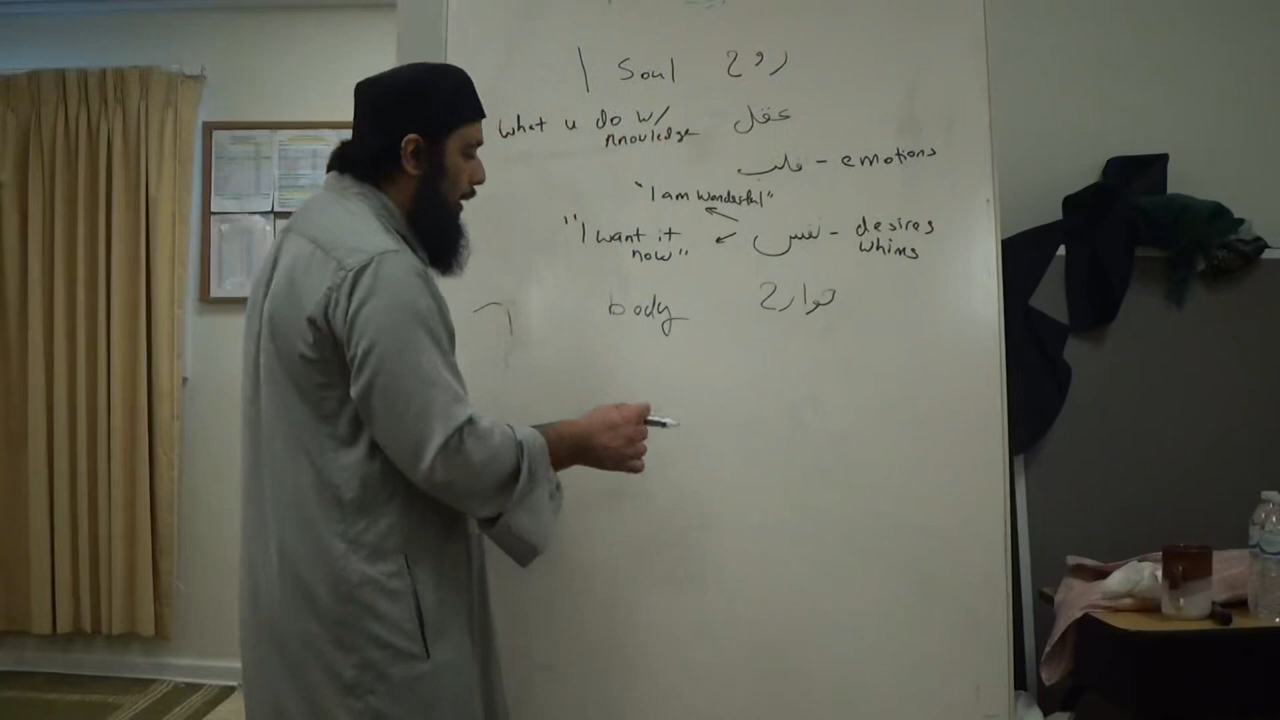 Soul روح
what u do w/ knowledge عقل
قلب - emotions
"I am wonderful"
"I want it now" نفس - desires whims
body جوارح